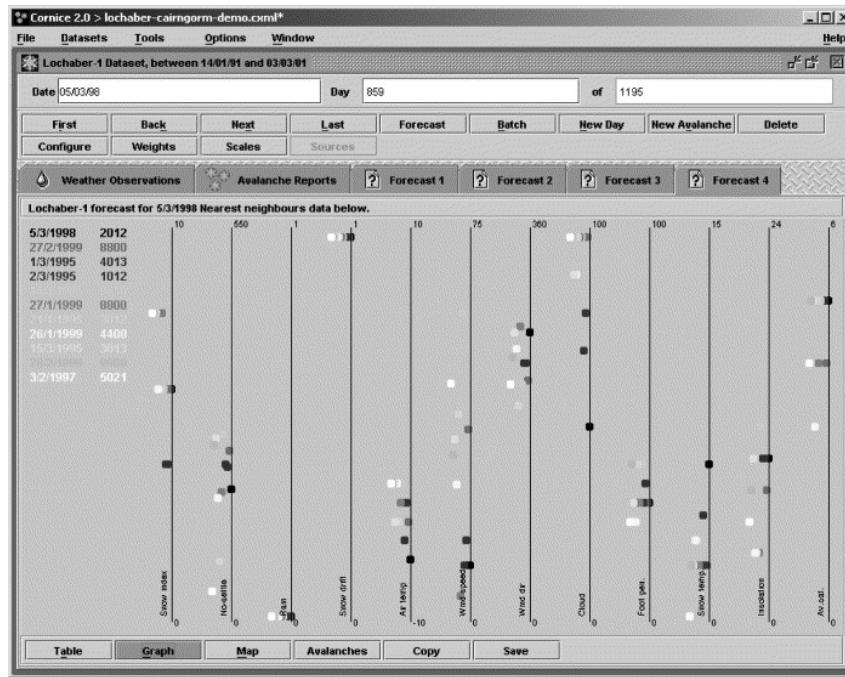 Cornice 2.0 > lochaber-cairngorm-demo.cxml*
File Datasets Tools Options Window Help
Lochaber-1 Dataset, between 14/01/91 and 03/03/01
Date 05/03/98 Day 859 of 1195
First Back Next Last Forecast Batch New Day New Avalanche Delete
Configure Weights Scales Sources
Weather Observations Avalanche Reports Forecast 1 Forecast 2 Forecast 3 Forecast 4
Lochaber-1 forecast for 5/3/1998 Nearest neighbours data below.
10 550 1 1 10 75 360 100 100 15 24 6
5/3/1998 2012
27/2/1999 8800
1/3/1995 4013
2/3/1995 1012
27/1/1999 8800
26/1/1999 4400
15/3/1995 3013
3/2/1997 5021
Snow index No-settle Rain Snow drift Air temp Wind speed Wind dir Cloud Foot pen. Snow temp Insolation Av.cat.
0 0 0 0 -10 0 0 0 0 0 0 0
Table Graph Map Avalanches Copy Save